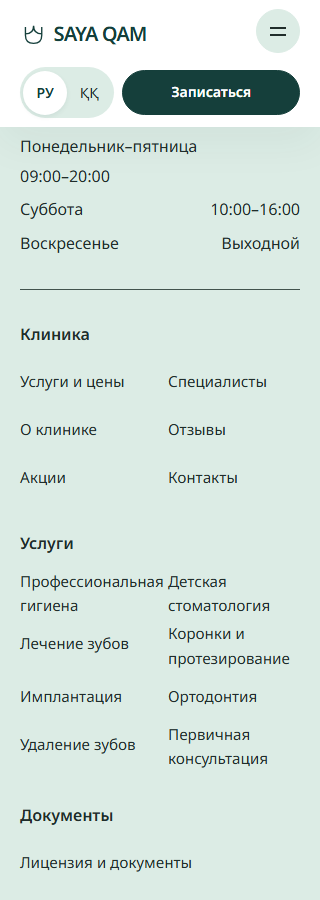 SAYA QAM
РУ ҚҚ Записаться
Понедельник–пятница
09:00–20:00
Суббота 10:00–16:00
Воскресенье Выходной
Клиника
Услуги и цены Специалисты
О клинике Отзывы
Акции Контакты
Услуги
Профессиональная гигиена
Детская стоматология
Лечение зубов
Коронки и протезирование
Имплантация
Ортодонтия
Удаление зубов
Первичная консультация
Документы
Лицензия и документы